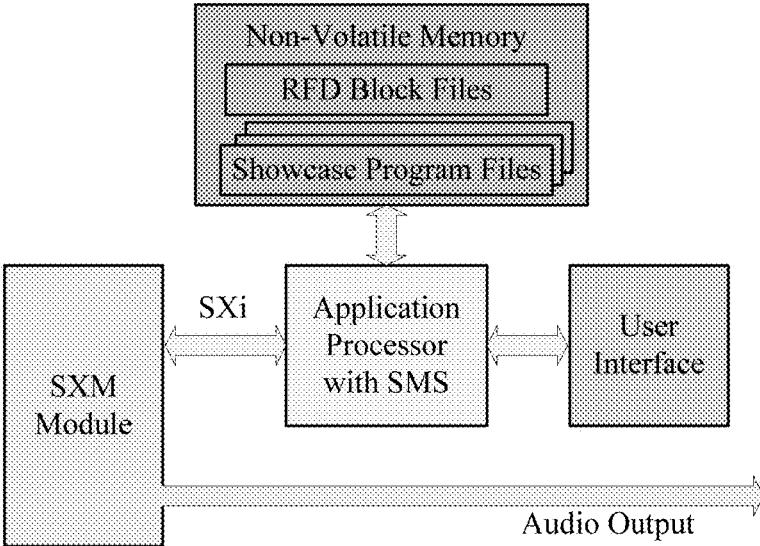 Non-Volatile Memory
RFD Block Files
Showcase Program Files
SXi
Application
Processor
with SMS
User
Interface
SXM
Module
Audio Output